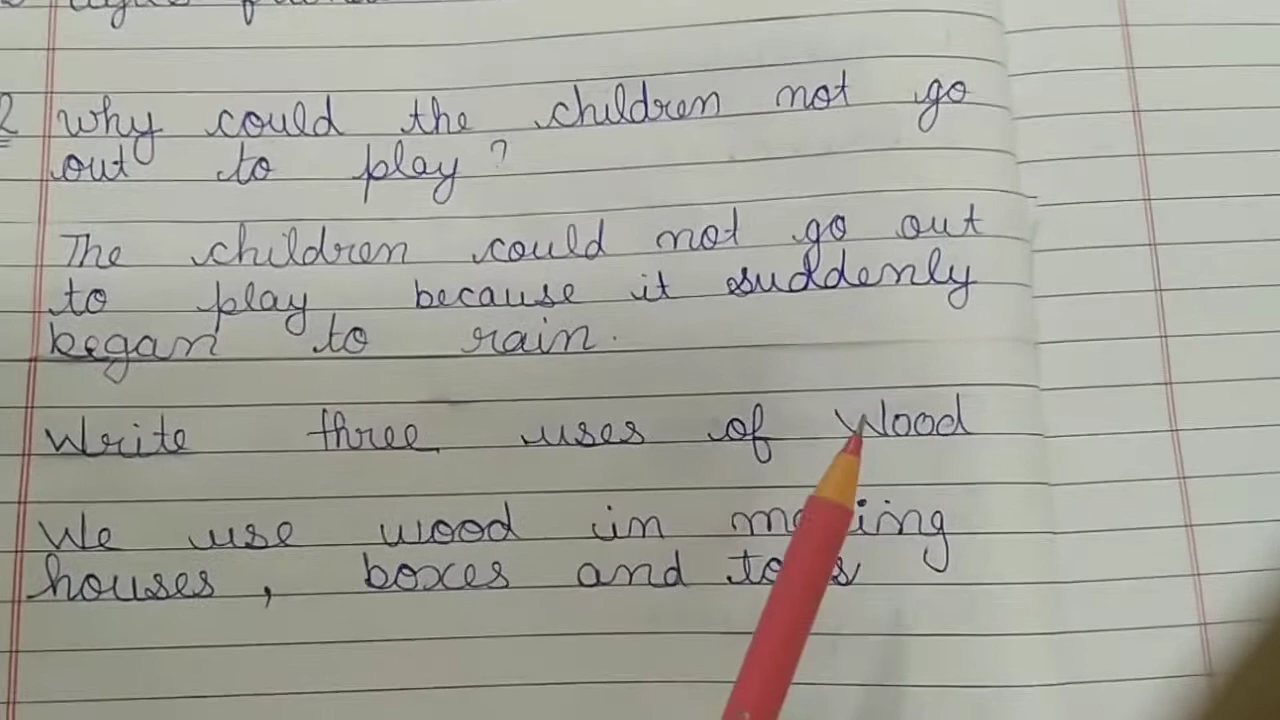 2 Why could the children not go
out to play?
The children could not go out
to play because it suddenly
began to rain.
Write three uses of Wood
We use wood in
houses, boxes and